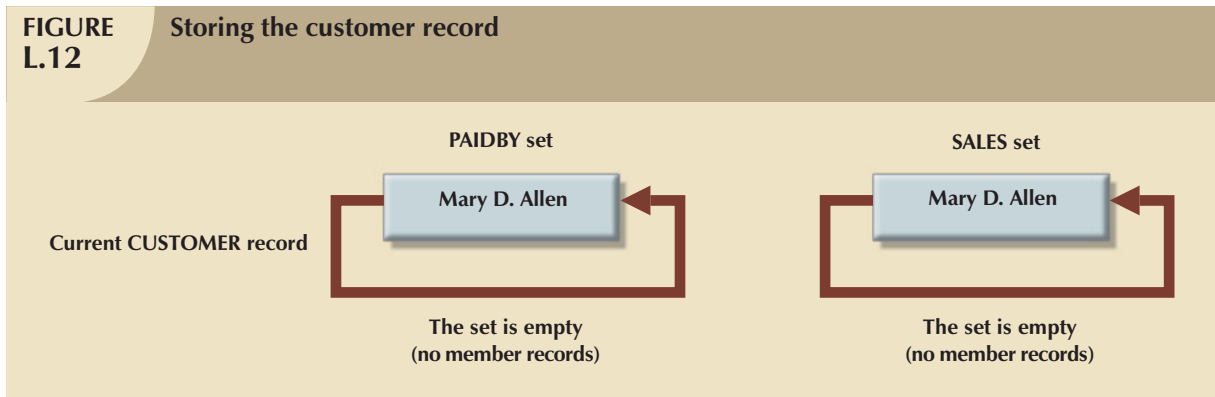 FIGURE
L.12
Storing the customer record
PAIDBY set
SALES set
Mary D. Allen
Mary D. Allen
Current CUSTOMER record
The set is empty
(no member records)
The set is empty
(no member records)